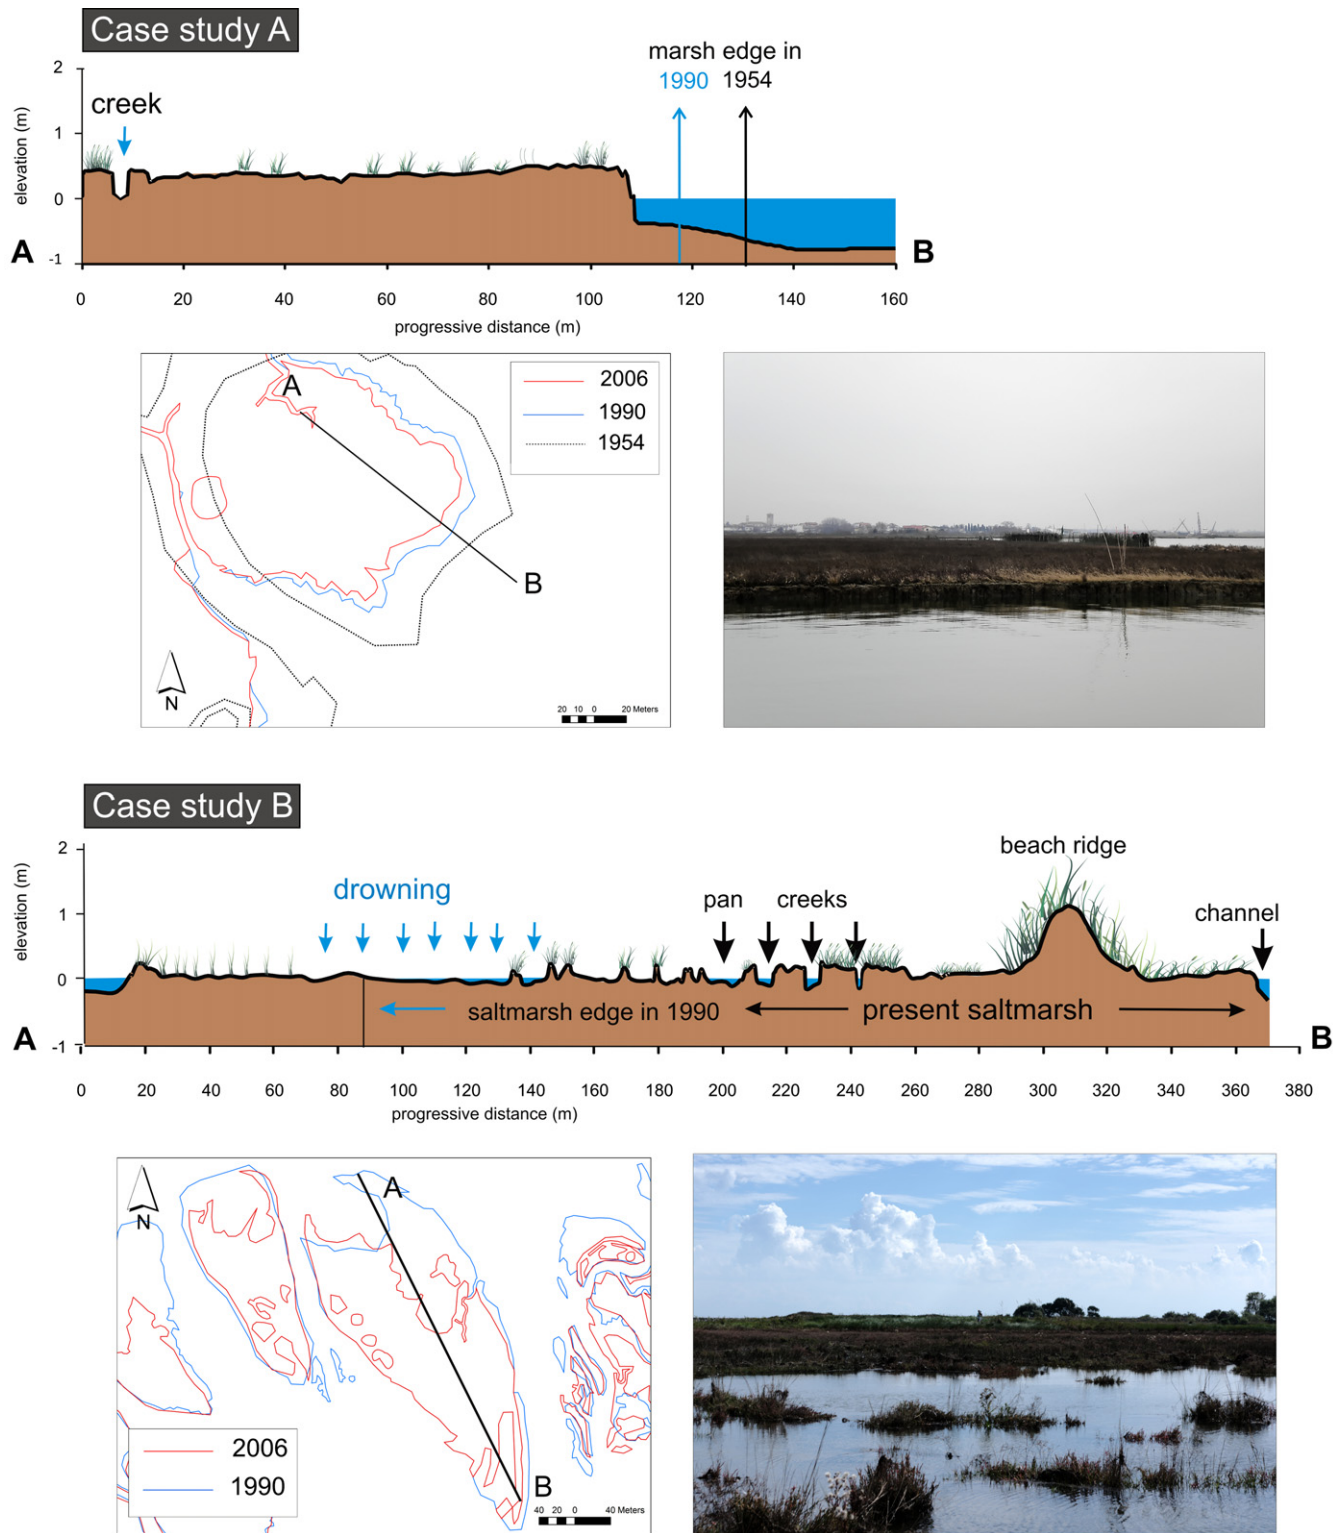 Case study A
marsh edge in
1990 1954
creek
elevation (m)
2
1
0
-1
A
B
0 20 40 60 80 100 120 140 160
progressive distance (m)
2006
1990
1954
A
B
N
20 10 0 20 Meters
Case study B
elevation (m)
2
1
0
-1
beach ridge
drowning
pan creeks
channel
saltmarsh edge in 1990
present saltmarsh
A
B
0 20 40 60 80 100 120 140 160 180 200 220 240 260 280 300 320 340 360 380
progressive distance (m)
N
A
B
2006
1990
40 20 0 40 Meters